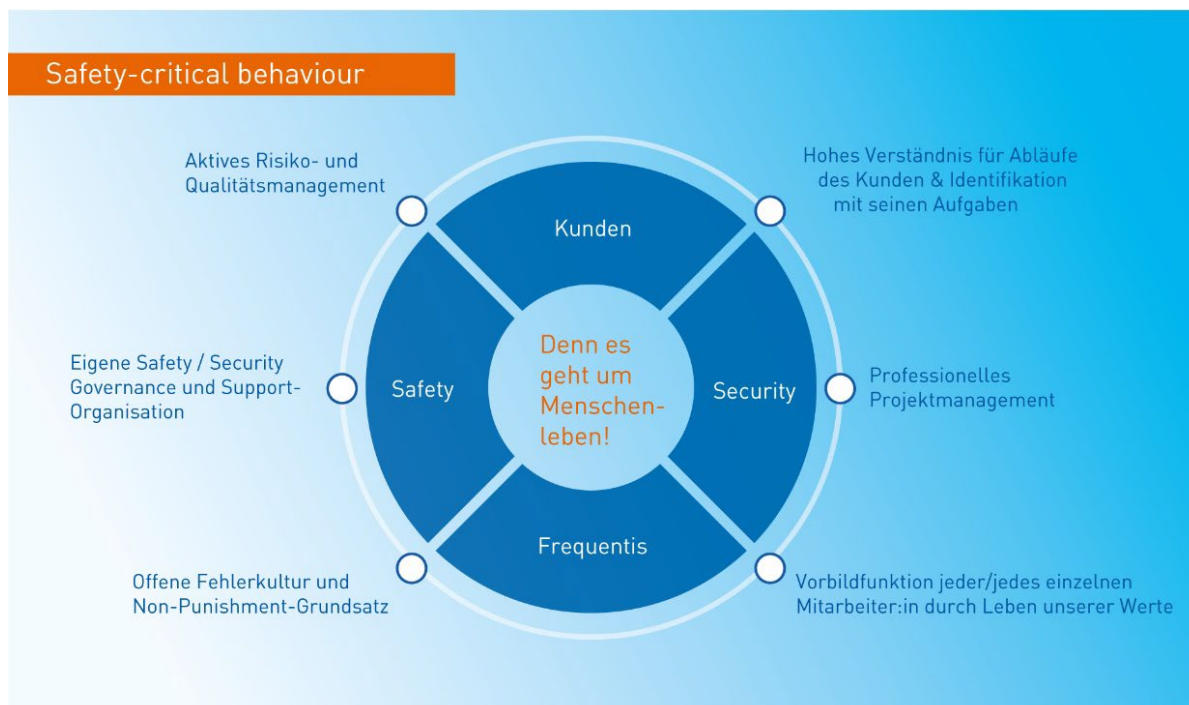 Safety-critical behaviour
Aktives Risiko- und
Qualitätsmanagement
Hohes Verständnis für Abläufe
des Kunden & Identifikation
mit seinen Aufgaben
Kunden
Eigene Safety / Security
Governance und Support-
Organisation
Safety
Denn es
geht um
Menschen-
leben!
Security
Professionelles
Projektmanagement
Frequentis
Offene Fehlerkultur und
Non-Punishment-Grundsatz
Vorbildfunktion jeder/jedes einzelnen
Mitarbeiter:in durch Leben unserer Werte